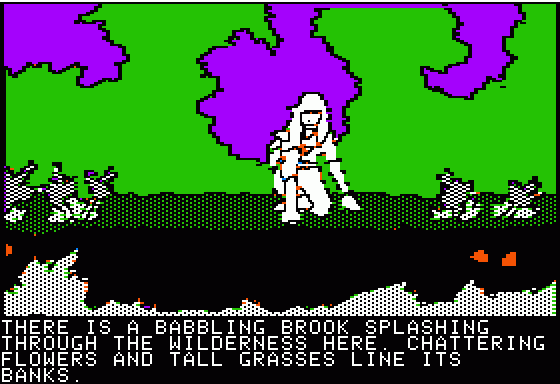 THERE IS A BABBLING BROOK SPLASHING
THROUGH THE WILDERNESS HERE. CHATTERING
FLOWERS AND TALL GRASSES LINE ITS
BANKS.